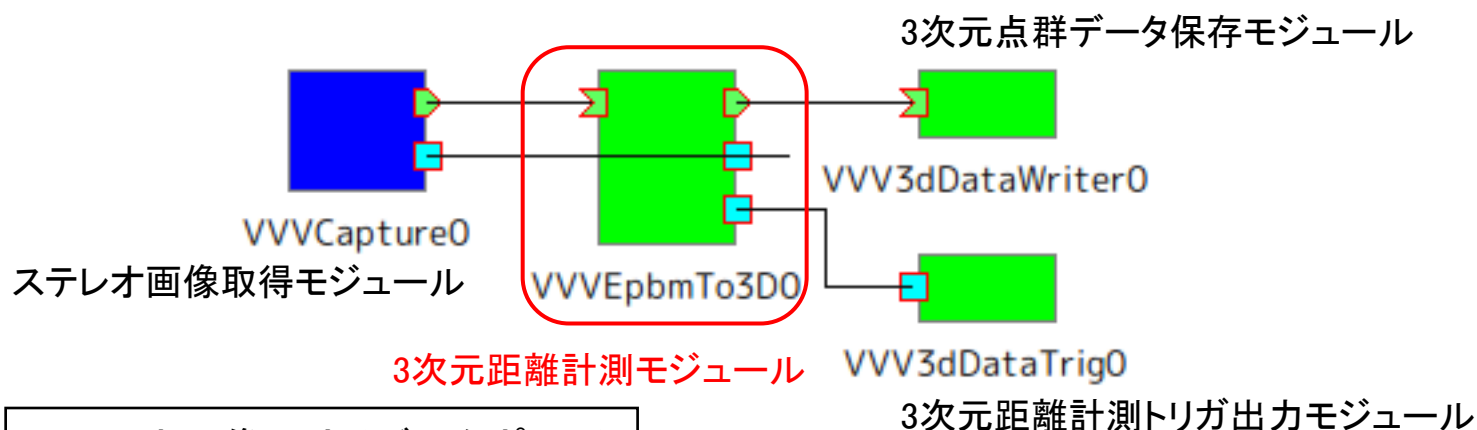 3次元点群データ保存モジュール
VVV3dDataWriter0
VVVCapture0
ステレオ画像取得モジュール
VVVEpbmTo3D0
3次元距離計測モジュール
VVV3dDataTrig0
3次元距離計測トリガ出力モジュール